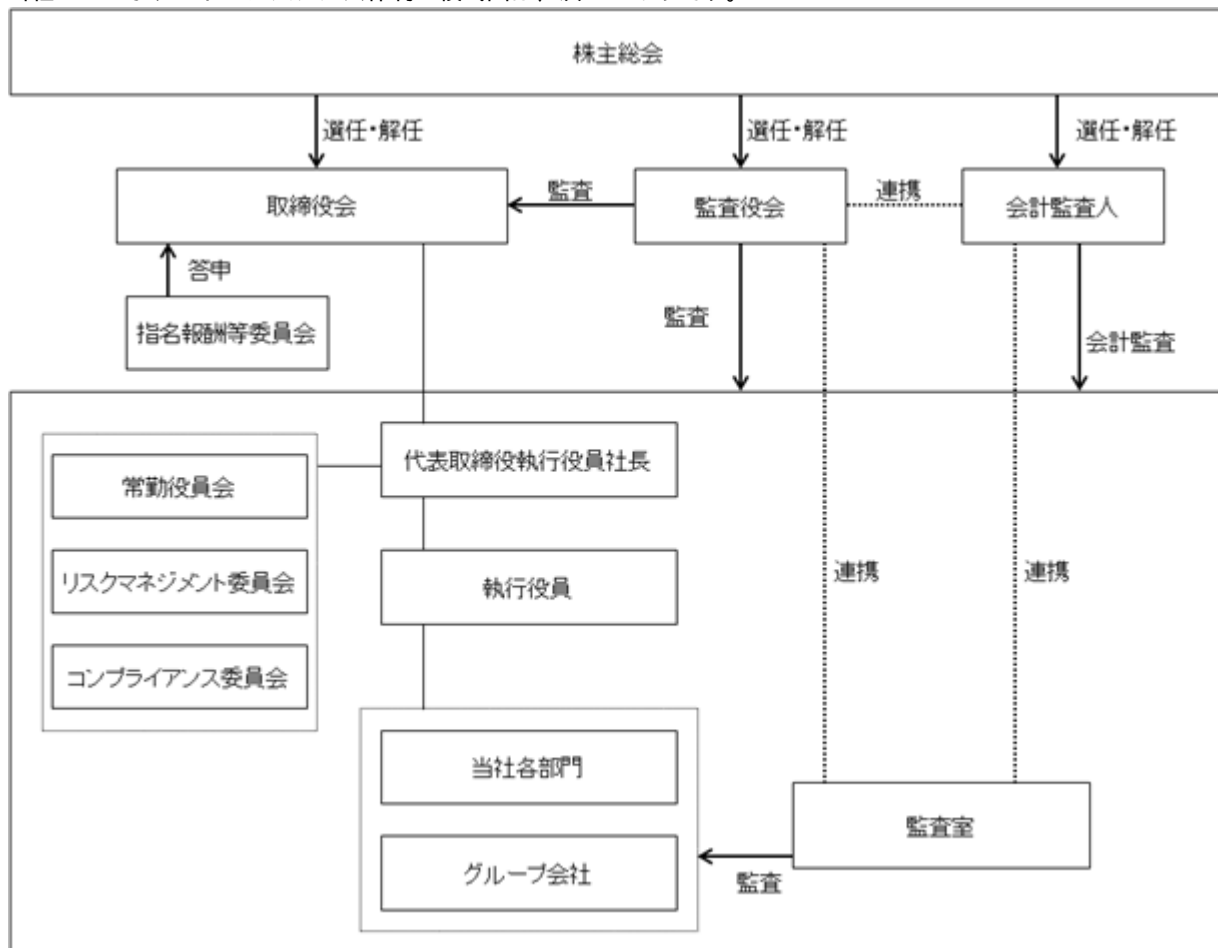 株主総会
選任・解任
選任・解任
選任・解任
取締役会
監査
監査役会
連携
会計監査人
答申
指名報酬等委員会
監査
会計監査
代表取締役執行役員社長
常勤役員会
リスクマネジメント委員会
執行役員
連携
連携
コンプライアンス委員会
当社各部門
監査室
グループ会社
監査